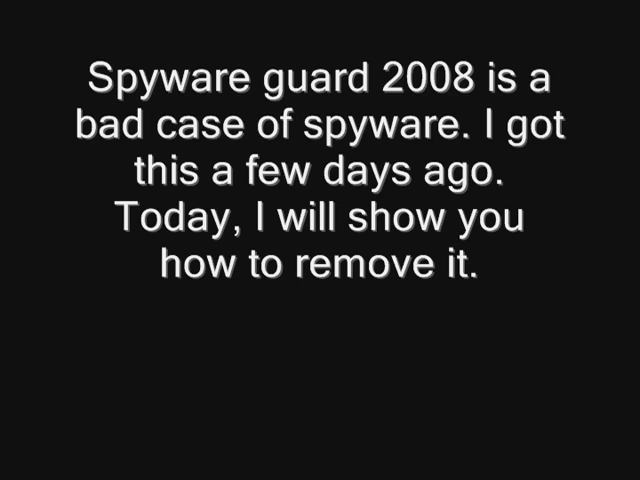 Spyware guard 2008 is a
bad case of spyware. I got
this a few days ago.
Today, I will show you
how to remove it.